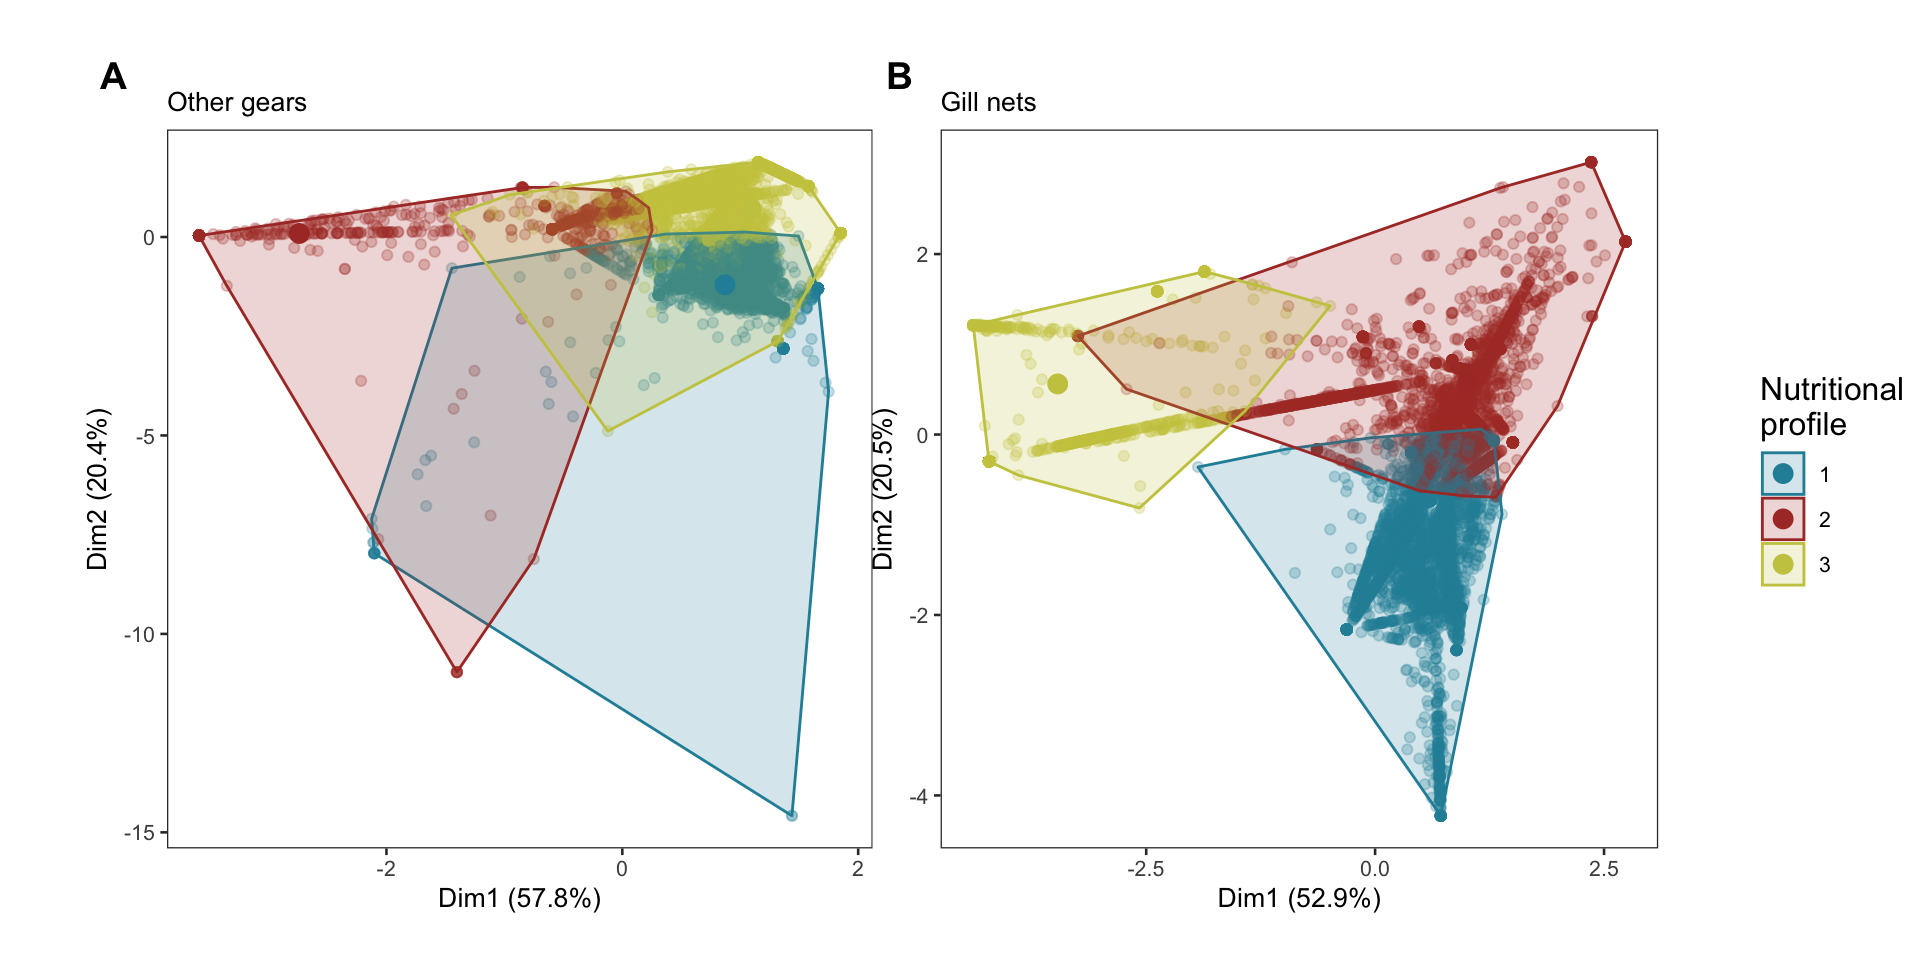 A
Other gears
0
-5
-10
-15
Dim2 (20.4%)
-2
0
2
Dim1 (57.8%)
B
Gill nets
2
0
-2
-4
Dim2 (20.5%)
-2.5
0.0
2.5
Dim1 (52.9%)
Nutritional
profile
1
2
3